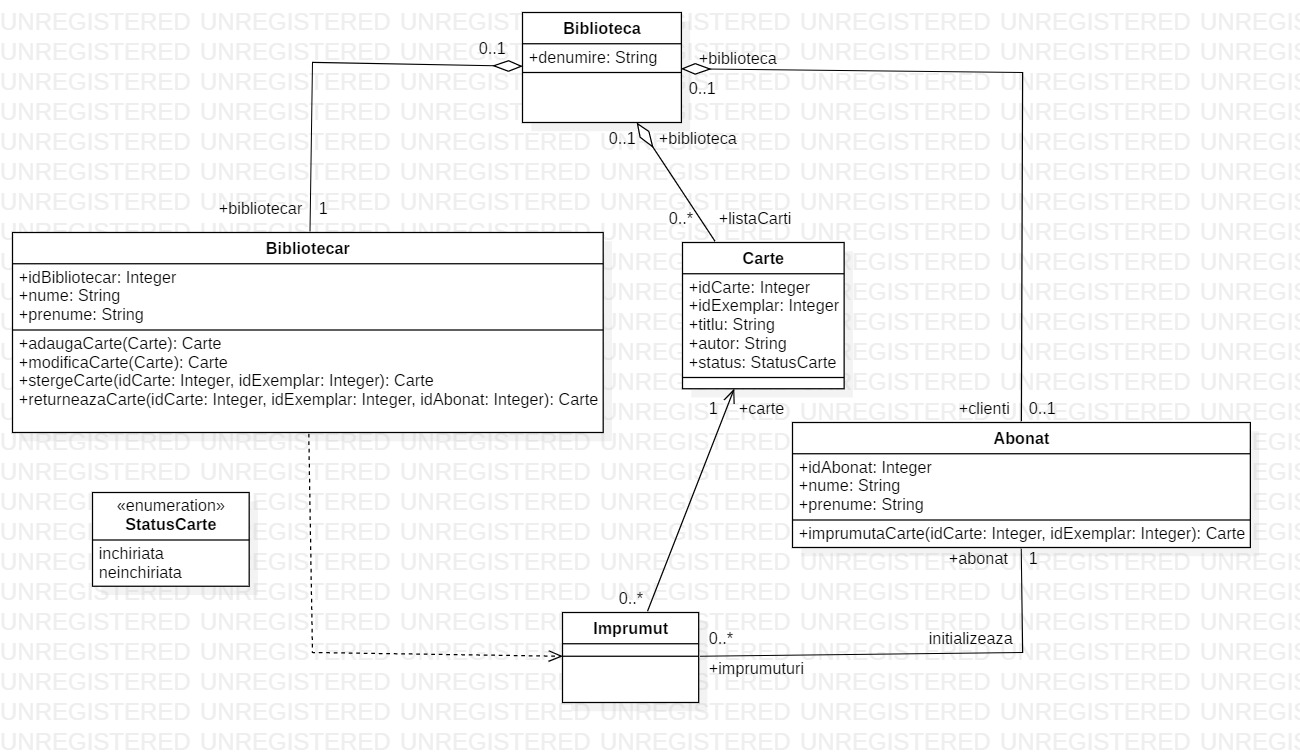 Biblioteca
+denumire: String
0..1
+biblioteca
0..1
0..1
+biblioteca
+bibliotecar
1
0..*
+listaCarti
Bibliotecar
+idBibliotecar: Integer
+nume: String
+prenume: String
+adaugaCarte(Carte): Carte
+modificaCarte(Carte): Carte
+stergeCarte(idCarte: Integer, idExemplar: Integer): Carte
+returneazaCarte(idCarte: Integer, idExemplar: Integer, idAbonat: Integer): Carte
Carte
+idCarte: Integer
+idExemplar: Integer
+titlu: String
+autor: String
+status: StatusCarte
1
+carte
+clienti
0..1
Abonat
+idAbonat: Integer
+nume: String
+prenume: String
+imprumutaCarte(idCarte: Integer, idExemplar: Integer): Carte
+abonat
1
«enumeration»
StatusCarte
inchiriata
neinchiriata
0..*
Imprumut
0..*
initializeaza
+imprumuturi
UNREGISTERED